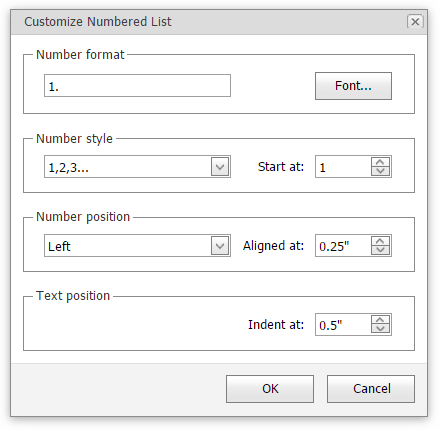 Customize Numbered List
Number format
1.
Font...
Number style
1,2,3...
Start at:
1
Number position
Left
Aligned at:
0.25"
Text position
Indent at:
0.5"
OK
Cancel